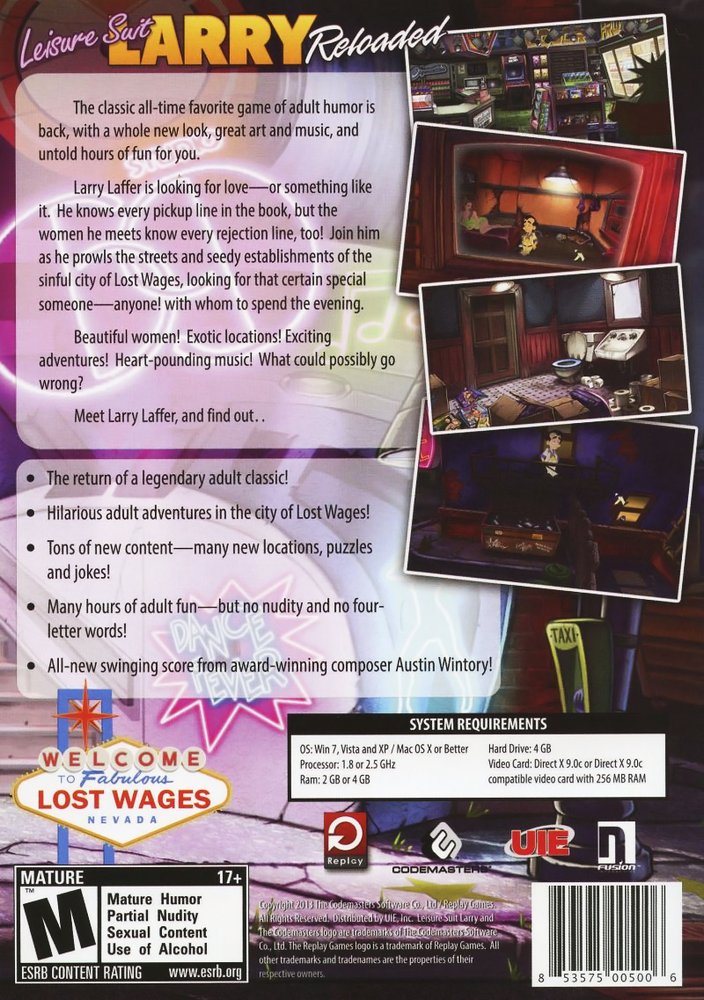 Leisure Suit LARRY Reloaded
The classic all-time favorite game of adult humor is
back, with a whole new look, great art and music, and
untold hours of fun for you.
Larry Laffer is looking for love—or something like
it. He knows every pickup line in the book, but the
women he meets know every rejection line, too! Join him
as he prowls the streets and seedy establishments of the
sinful city of Lost Wages, looking for that certain special
someone—anyone! with whom to spend the evening.
Beautiful women! Exotic locations! Exciting
adventures! Heart-pounding music! What could possibly go
wrong?
Meet Larry Laffer, and find out. .
• The return of a legendary adult classic!
• Hilarious adult adventures in the city of Lost Wages!
• Tons of new content—many new locations, puzzles
and jokes!
• Many hours of adult fun—but no nudity and no four-
letter words!
• All-new swinging score from award-winning composer Austin Wintory!
DANCE
FEVER
TAXI
SYSTEM REQUIREMENTS
OS: Win 7, Vista and XP / Mac OS X or Better
Processor: 1.8 or 2.5 GHz
Ram: 2 GB or 4 GB
Hard Drive: 4 GB
Video Card: Direct X 9.0c or Direct X 9.0c
compatible video card with 256 MB RAM
WELCOME
TO Fabulous
LOST WAGES
NEVADA
Replay
CODEMASTERS
UIE
n FUSION
MATURE 17+
M
Mature Humor
Partial Nudity
Sexual Content
Use of Alcohol
ESRB CONTENT RATING www.esrb.org
Copyright 2013 The Codemasters Software Co., Ltd / Replay Games.
All Rights Reserved. Distributed by UIE, Inc. Leisure Suit Larry and
The Codemasters logo are trademarks of The Codemasters Software
Co., Ltd. The Replay Games logo is a trademark of Replay Games. All
other trademarks and tradenames are the properties of their
respective owners.
8 53575 00500 6